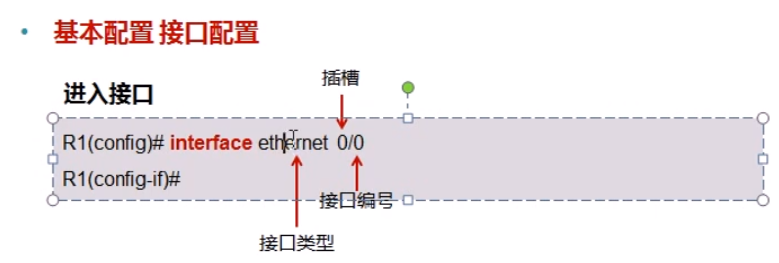 • 基本配置 接口配置
进入接口
插槽
R1(config)# interface ethernet 0/0
R1(config-if)#
接口编号
接口类型